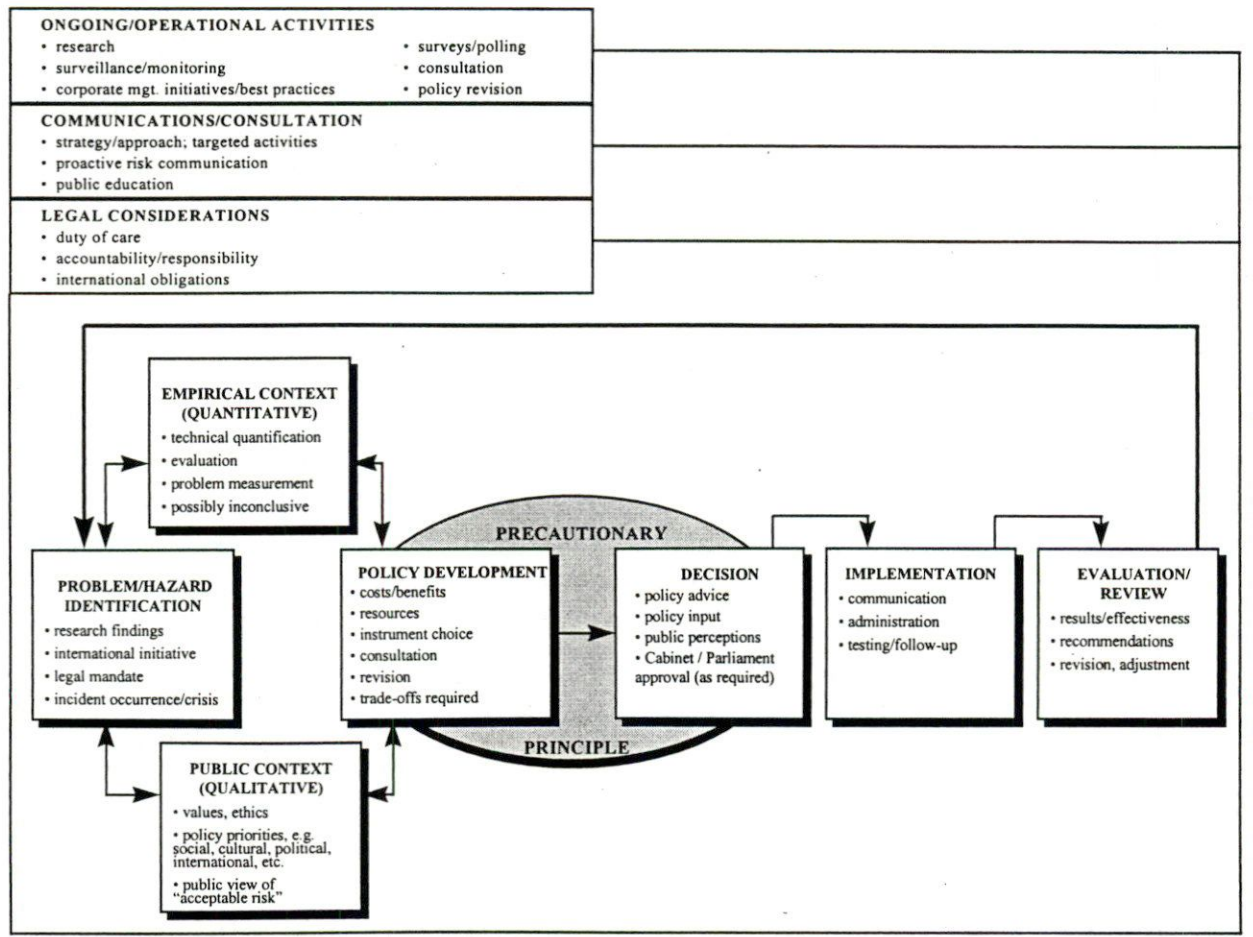 ONGOING/OPERATIONAL ACTIVITIES
• research
• surveillance/monitoring
• corporate mgt. initiatives/best practices
• surveys/polling
• consultation
• policy revision
COMMUNICATIONS/CONSULTATION
• strategy/approach; targeted activities
• proactive risk communication
• public education
LEGAL CONSIDERATIONS
• duty of care
• accountability/responsibility
• international obligations
EMPIRICAL CONTEXT
(QUANTITATIVE)
• technical quantification
• evaluation
• problem measurement
• possibly inconclusive
PROBLEM/HAZARD
IDENTIFICATION
• research findings
• international initiative
• legal mandate
• incident occurrence/crisis
PUBLIC CONTEXT
(QUALITATIVE)
• values, ethics
• policy priorities, e.g.
social, cultural, political,
international, etc.
• public view of
“acceptable risk”
PRECAUTIONARY
POLICY DEVELOPMENT
• costs/benefits
• resources
• instrument choice
• consultation
• revision
• trade-offs required
DECISION
• policy advice
• policy input
• public perceptions
• Cabinet / Parliament
approval (as required)
PRINCIPLE
IMPLEMENTATION
• communication
• administration
• testing/follow-up
EVALUATION/
REVIEW
• results/effectiveness
• recommendations
• revision, adjustment